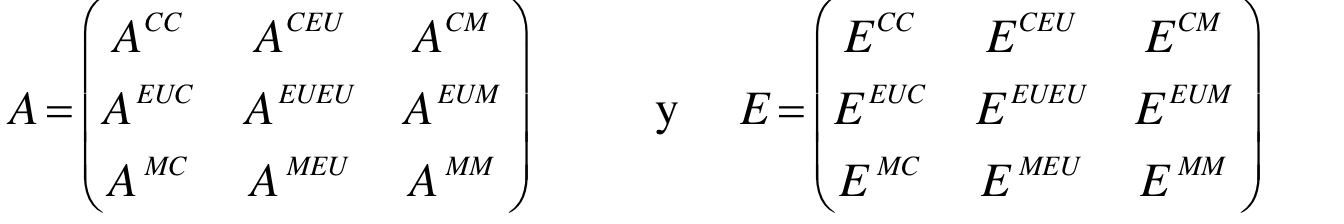 A = ( A^{CC} A^{CEU} A^{CM} ; A^{EUC} A^{EUEU} A^{EUM} ; A^{MC} A^{MEU} A^{MM} ) y E = ( E^{CC} E^{CEU} E^{CM} ; E^{EUC} E^{EUEU} E^{EUM} ; E^{MC} E^{MEU} E^{MM} )